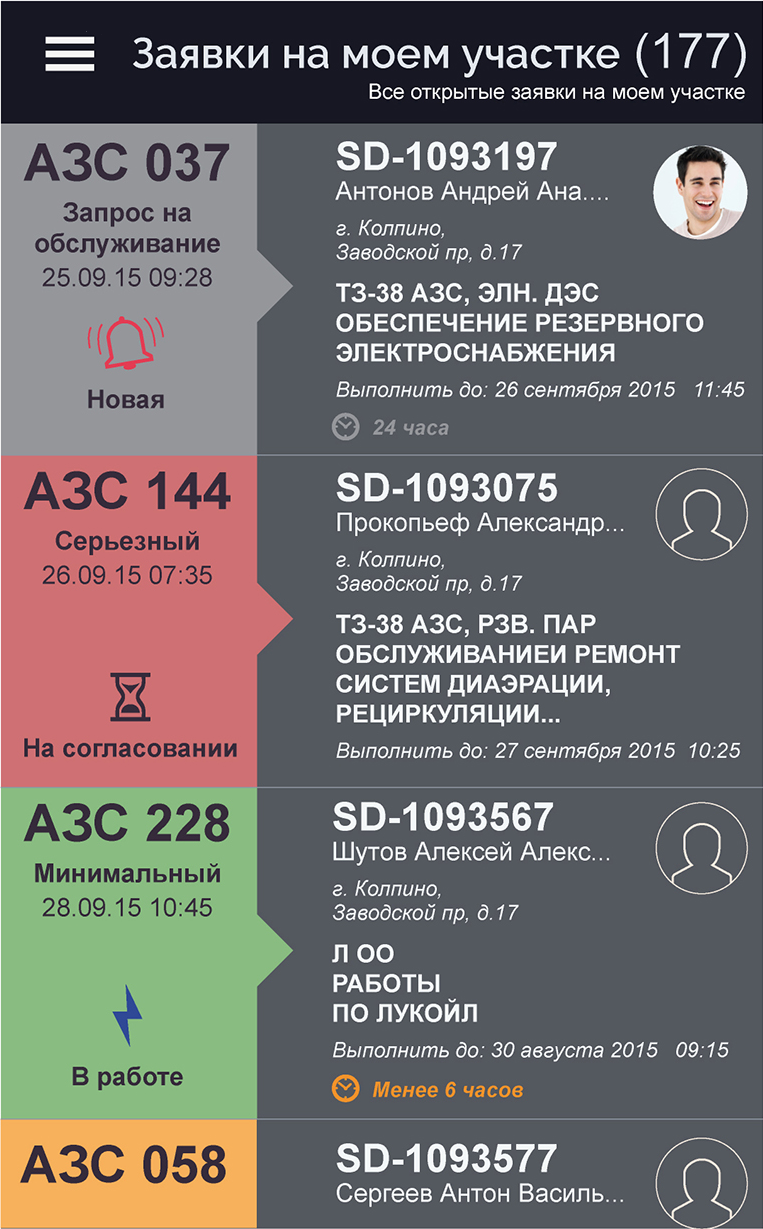 Заявки на моем участке (177)
Все открытые заявки на моем участке
АЗС 037
Запрос на
обслуживание
25.09.15 09:28
Новая
SD-1093197
Антонов Андрей Ана....
г. Колпино,
Заводской пр, д.17
ТЗ-38 АЗС, ЭЛН. ДЭС
ОБЕСПЕЧЕНИЕ РЕЗЕРВНОГО
ЭЛЕКТРОСНАБЖЕНИЯ
Выполнить до: 26 сентября 2015 11:45
24 часа
АЗС 144
Серьезный
26.09.15 07:35
На согласовании
SD-1093075
Прокопьеф Александр...
г. Колпино,
Заводской пр, д.17
ТЗ-38 АЗС, РЗВ. ПАР
ОБСЛУЖИВАНИЕИ РЕМОНТ
СИСТЕМ ДИАЭРАЦИИ,
РЕЦИРКУЛЯЦИИ...
Выполнить до: 27 сентября 2015 10:25
АЗС 228
Минимальный
28.09.15 10:45
В работе
SD-1093567
Шутов Алексей Алекс...
г. Колпино,
Заводской пр, д.17
Л ОО
РАБОТЫ
ПО ЛУКОЙЛ
Выполнить до: 30 августа 2015 09:15
Менее 6 часов
АЗС 058
SD-1093577
Сергеев Антон Василь...